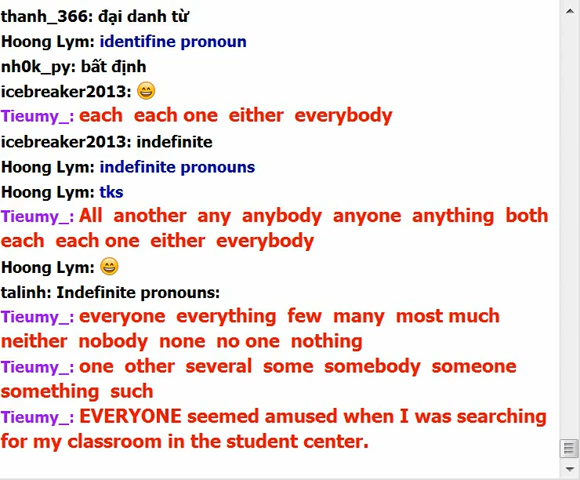 thanh_366: đại danh từ
Hoong Lym: identifine pronoun
nh0k_py: bất định
icebreaker2013: 😄
Tieumy_: each each one either everybody
icebreaker2013: indefinite
Hoong Lym: indefinite pronouns
Hoong Lym: tks
Tieumy_: All another any anybody anyone anything both
each each one either everybody
Hoong Lym: 😄
talinh: Indefinite pronouns:
Tieumy_: everyone everything few many most much
neither nobody none no one nothing
Tieumy_: one other several some somebody someone
something such
Tieumy_: EVERYONE seemed amused when I was searching
for my classroom in the student center.